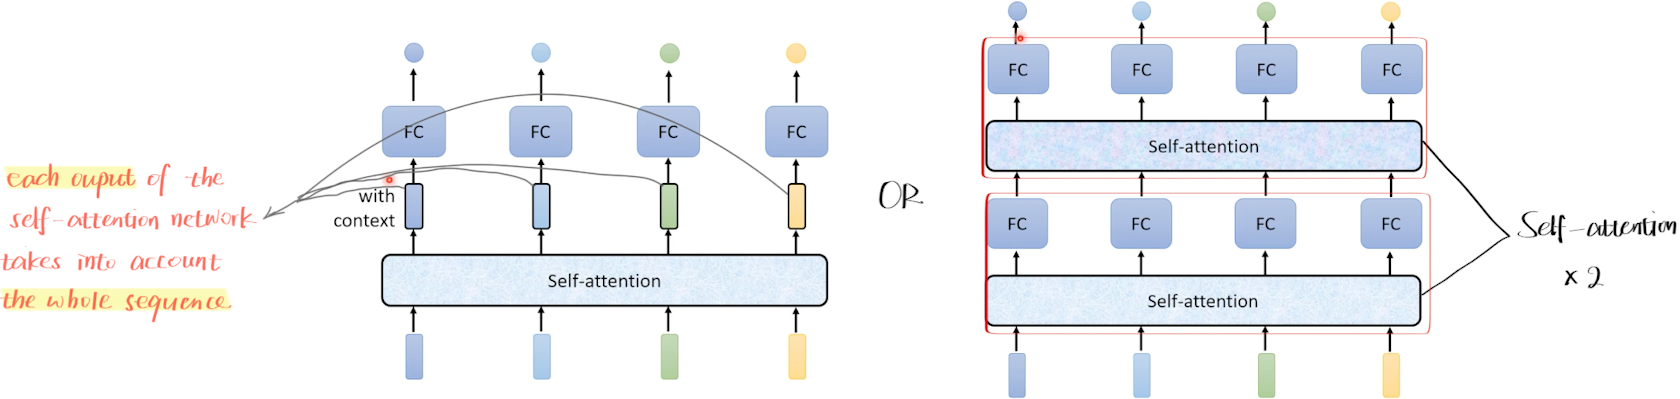 FC FC FC FC
each ouput of the
self-attention network
takes into account
the whole sequence
with
context
Self-attention
OR
FC FC FC FC
Self-attention
FC FC FC FC
Self-attention
Self-attention
x 2